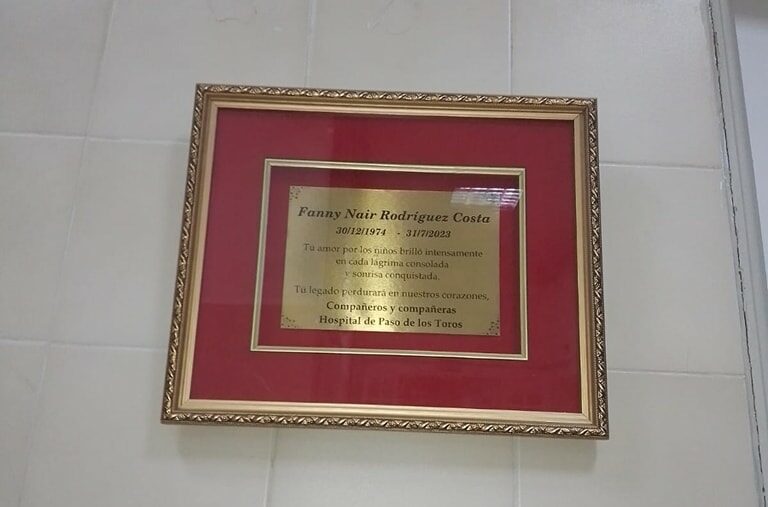 Fanny Nair Rodríguez Costa
30/12/1974 - 31/7/2023
Tu amor por los niños brilló intensamente
en cada lágrima consolada
y sonrisa conquistada.
Tu legado perdurará en nuestros corazones,
Compañeros y compañeras
Hospital de Paso de los Toros